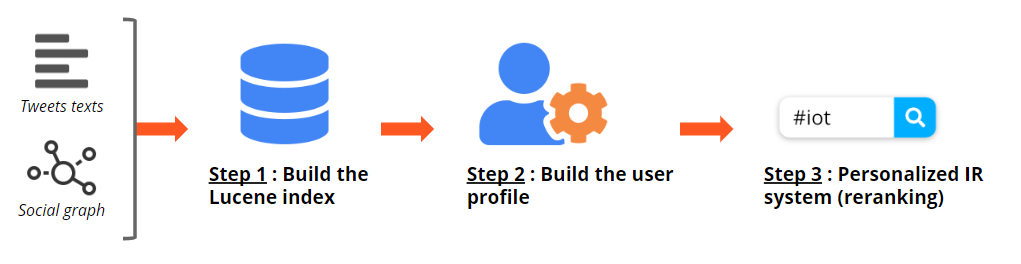 Tweets texts
Social graph
Step 1 : Build the
Lucene index
Step 2 : Build the user
profile
#iot
Step 3 : Personalized IR
system (reranking)